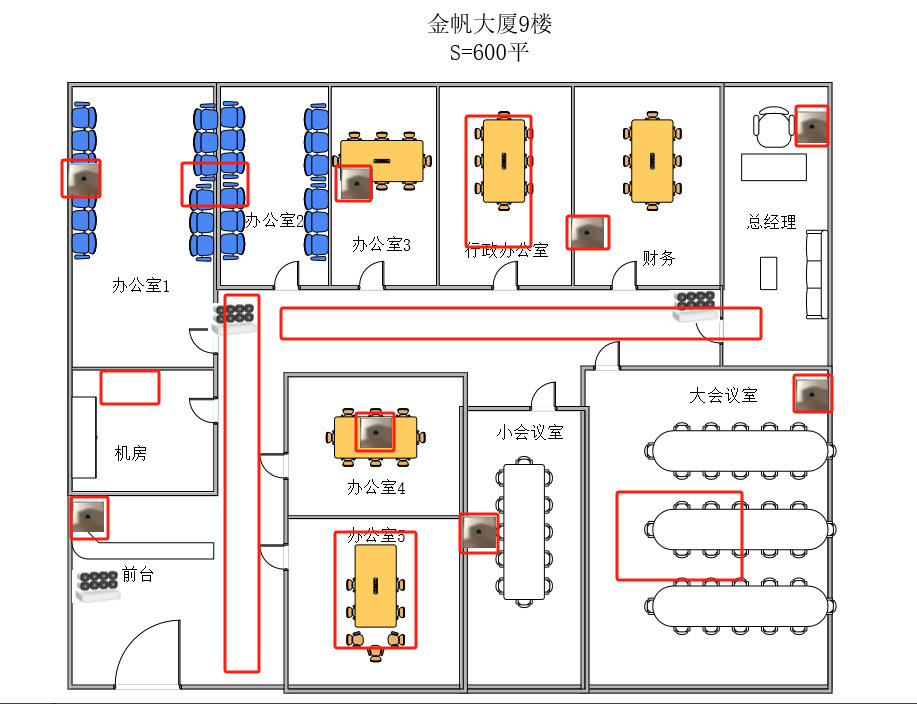 金帆大厦9楼
S=600平
办公室1
办公室2
办公室3
行政办公室
财务
总经理
机房
办公室4
小会议室
大会议室
办公室5
前台